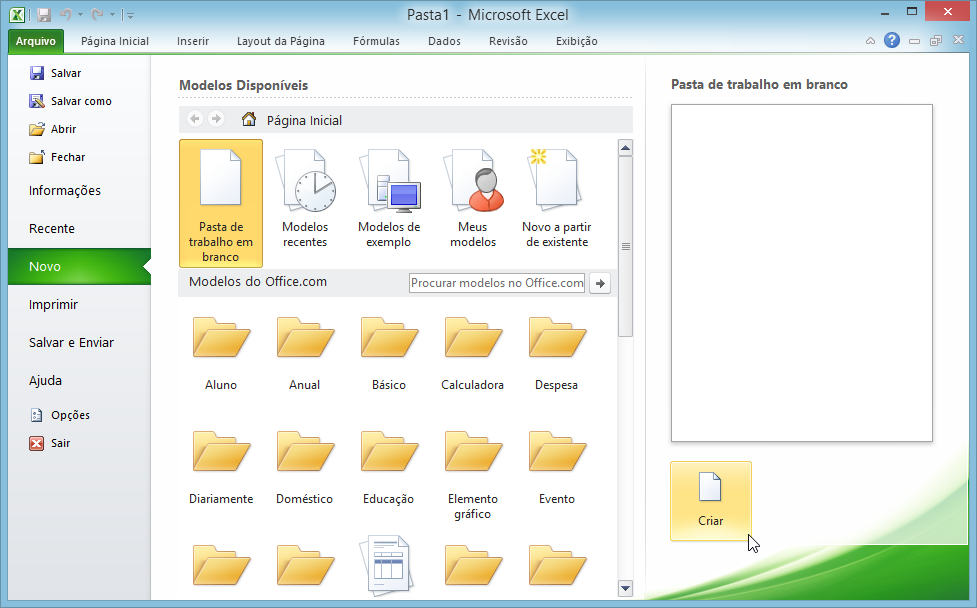 Pasta1 - Microsoft Excel
Arquivo Página Inicial Inserir Layout da Página Fórmulas Dados Revisão Exibição
Salvar
Salvar como
Abrir
Fechar
Informações
Recente
Novo
Imprimir
Salvar e Enviar
Ajuda
Opções
Sair
Modelos Disponíveis
Página Inicial
Pasta de
trabalho em
branco
Modelos
recentes
Modelos de
exemplo
Meus
modelos
Novo a partir
de existente
Modelos do Office.com
Procurar modelos no Office.com
Aluno
Anual
Básico
Calculadora
Despesa
Diariamente
Doméstico
Educação
Elemento
gráfico
Evento
Pasta de trabalho em branco
Criar